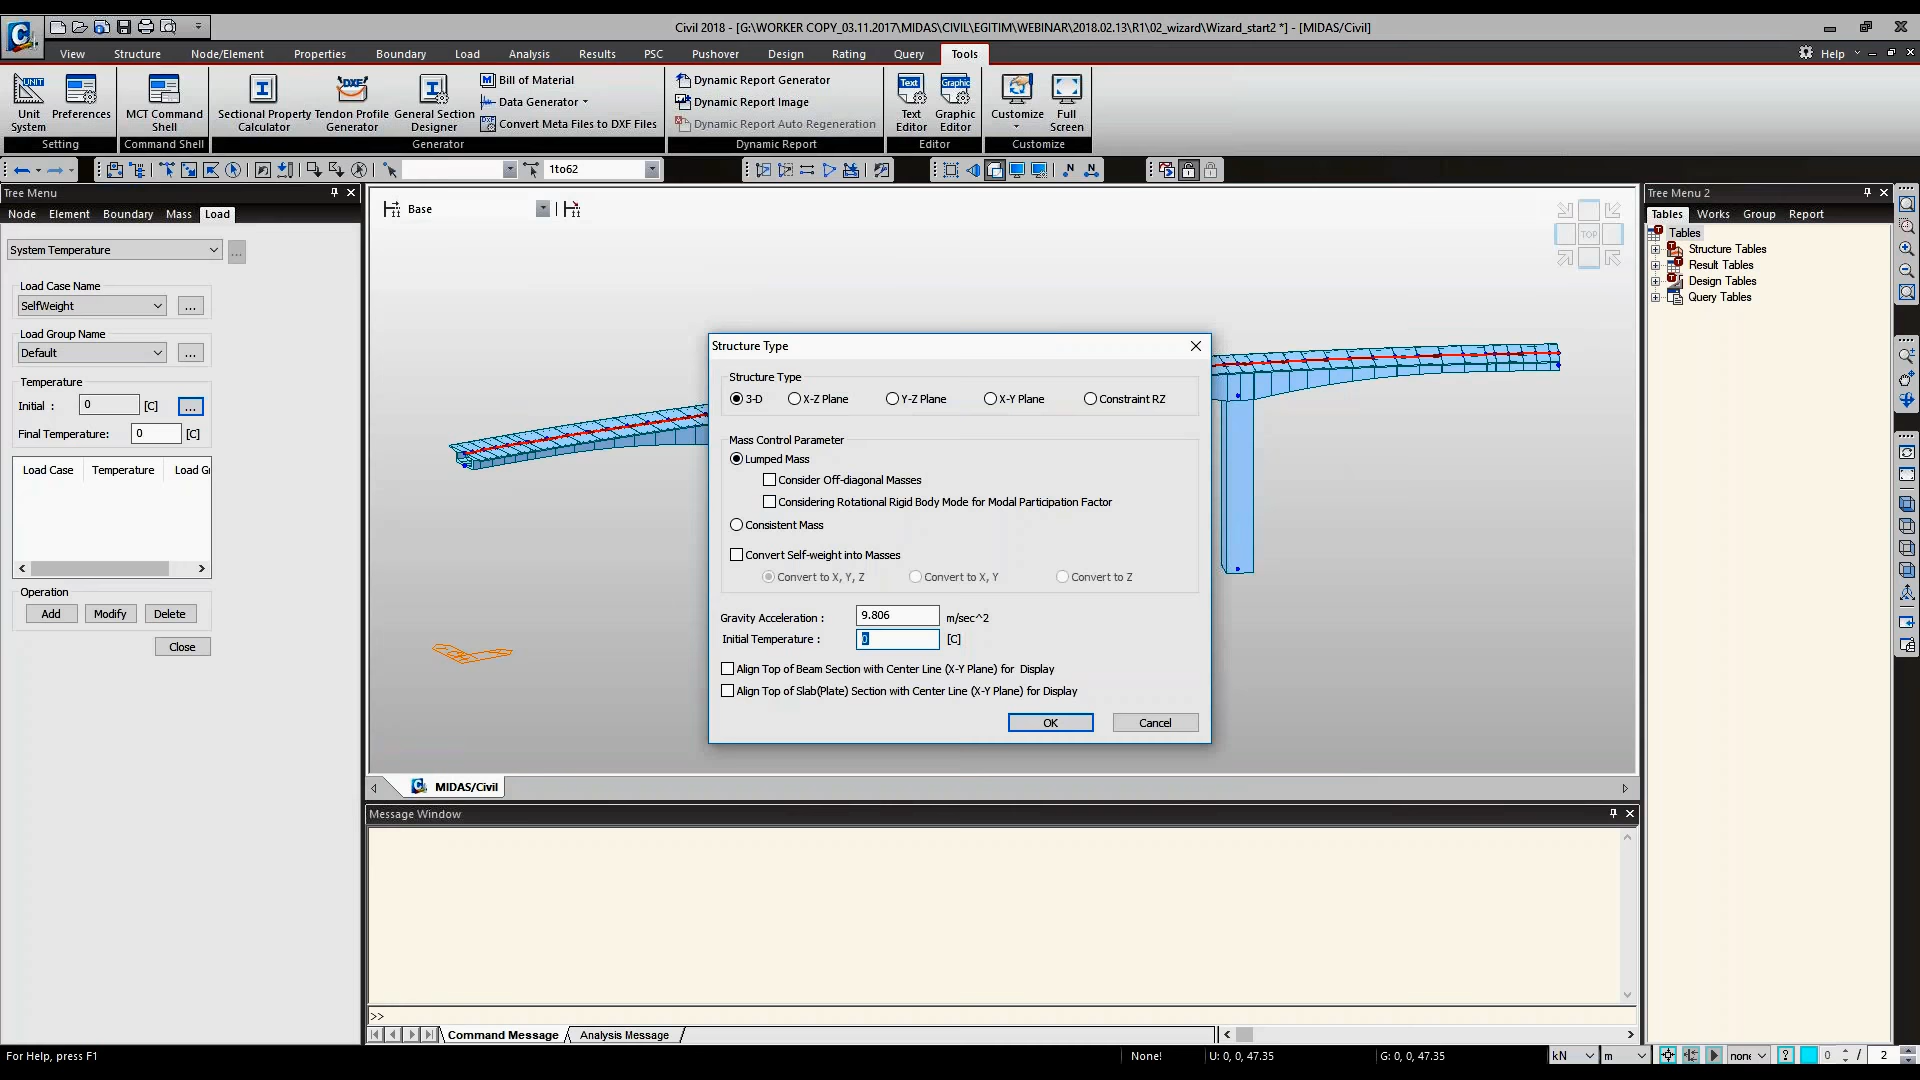 Civil 2018 - [G:\WORKER COPY_03.11.2017\MIDAS\CIVIL\EGITIM\WEBINAR\2018.02.13\R1\02_wizard\Wizard_start2 *] - [MIDAS/Civil]
View Structure Node/Element Properties Boundary Load Analysis Results PSC Pushover Design Rating Query Tools Help
Unit System
Preferences
Setting
MCT Command Shell
Command Shell
Sectional Property Calculator
Tendon Profile Generator
General Section Designer
Bill of Material
Data Generator
Convert Meta Files to DXF Files
Generator
Dynamic Report Generator
Dynamic Report Image
Dynamic Report Auto Regeneration
Dynamic Report
Text Editor
Graphic Editor
Editor
Customize
Full Screen
Customize
1to62
Tree Menu
Node Element Boundary Mass Load
System Temperature
...
Load Case Name
SelfWeight
...
Load Group Name
Default
...
Temperature
Initial : 0 [C] ...
Final Temperature: 0 [C]
Load Case Temperature Load Gr
Operation
Add Modify Delete
Close
Base
TOP
Structure Type
Structure Type
3-D X-Z Plane Y-Z Plane X-Y Plane Constraint RZ
Mass Control Parameter
Lumped Mass
Consider Off-diagonal Masses
Considering Rotational Rigid Body Mode for Modal Participation Factor
Consistent Mass
Convert Self-weight into Masses
Convert to X, Y, Z Convert to X, Y Convert to Z
Gravity Acceleration : 9.806 m/sec^2
Initial Temperature : 0 [C]
Align Top of Beam Section with Center Line (X-Y Plane) for Display
Align Top of Slab(Plate) Section with Center Line (X-Y Plane) for Display
OK Cancel
MIDAS/Civil
Message Window
>>
Command Message Analysis Message
Tree Menu 2
Tables Works Group Report
Tables
Structure Tables
Result Tables
Design Tables
Query Tables
For Help, press F1
None!
U: 0, 0, 47.35
G: 0, 0, 47.35
kN m none ? 0 / 2